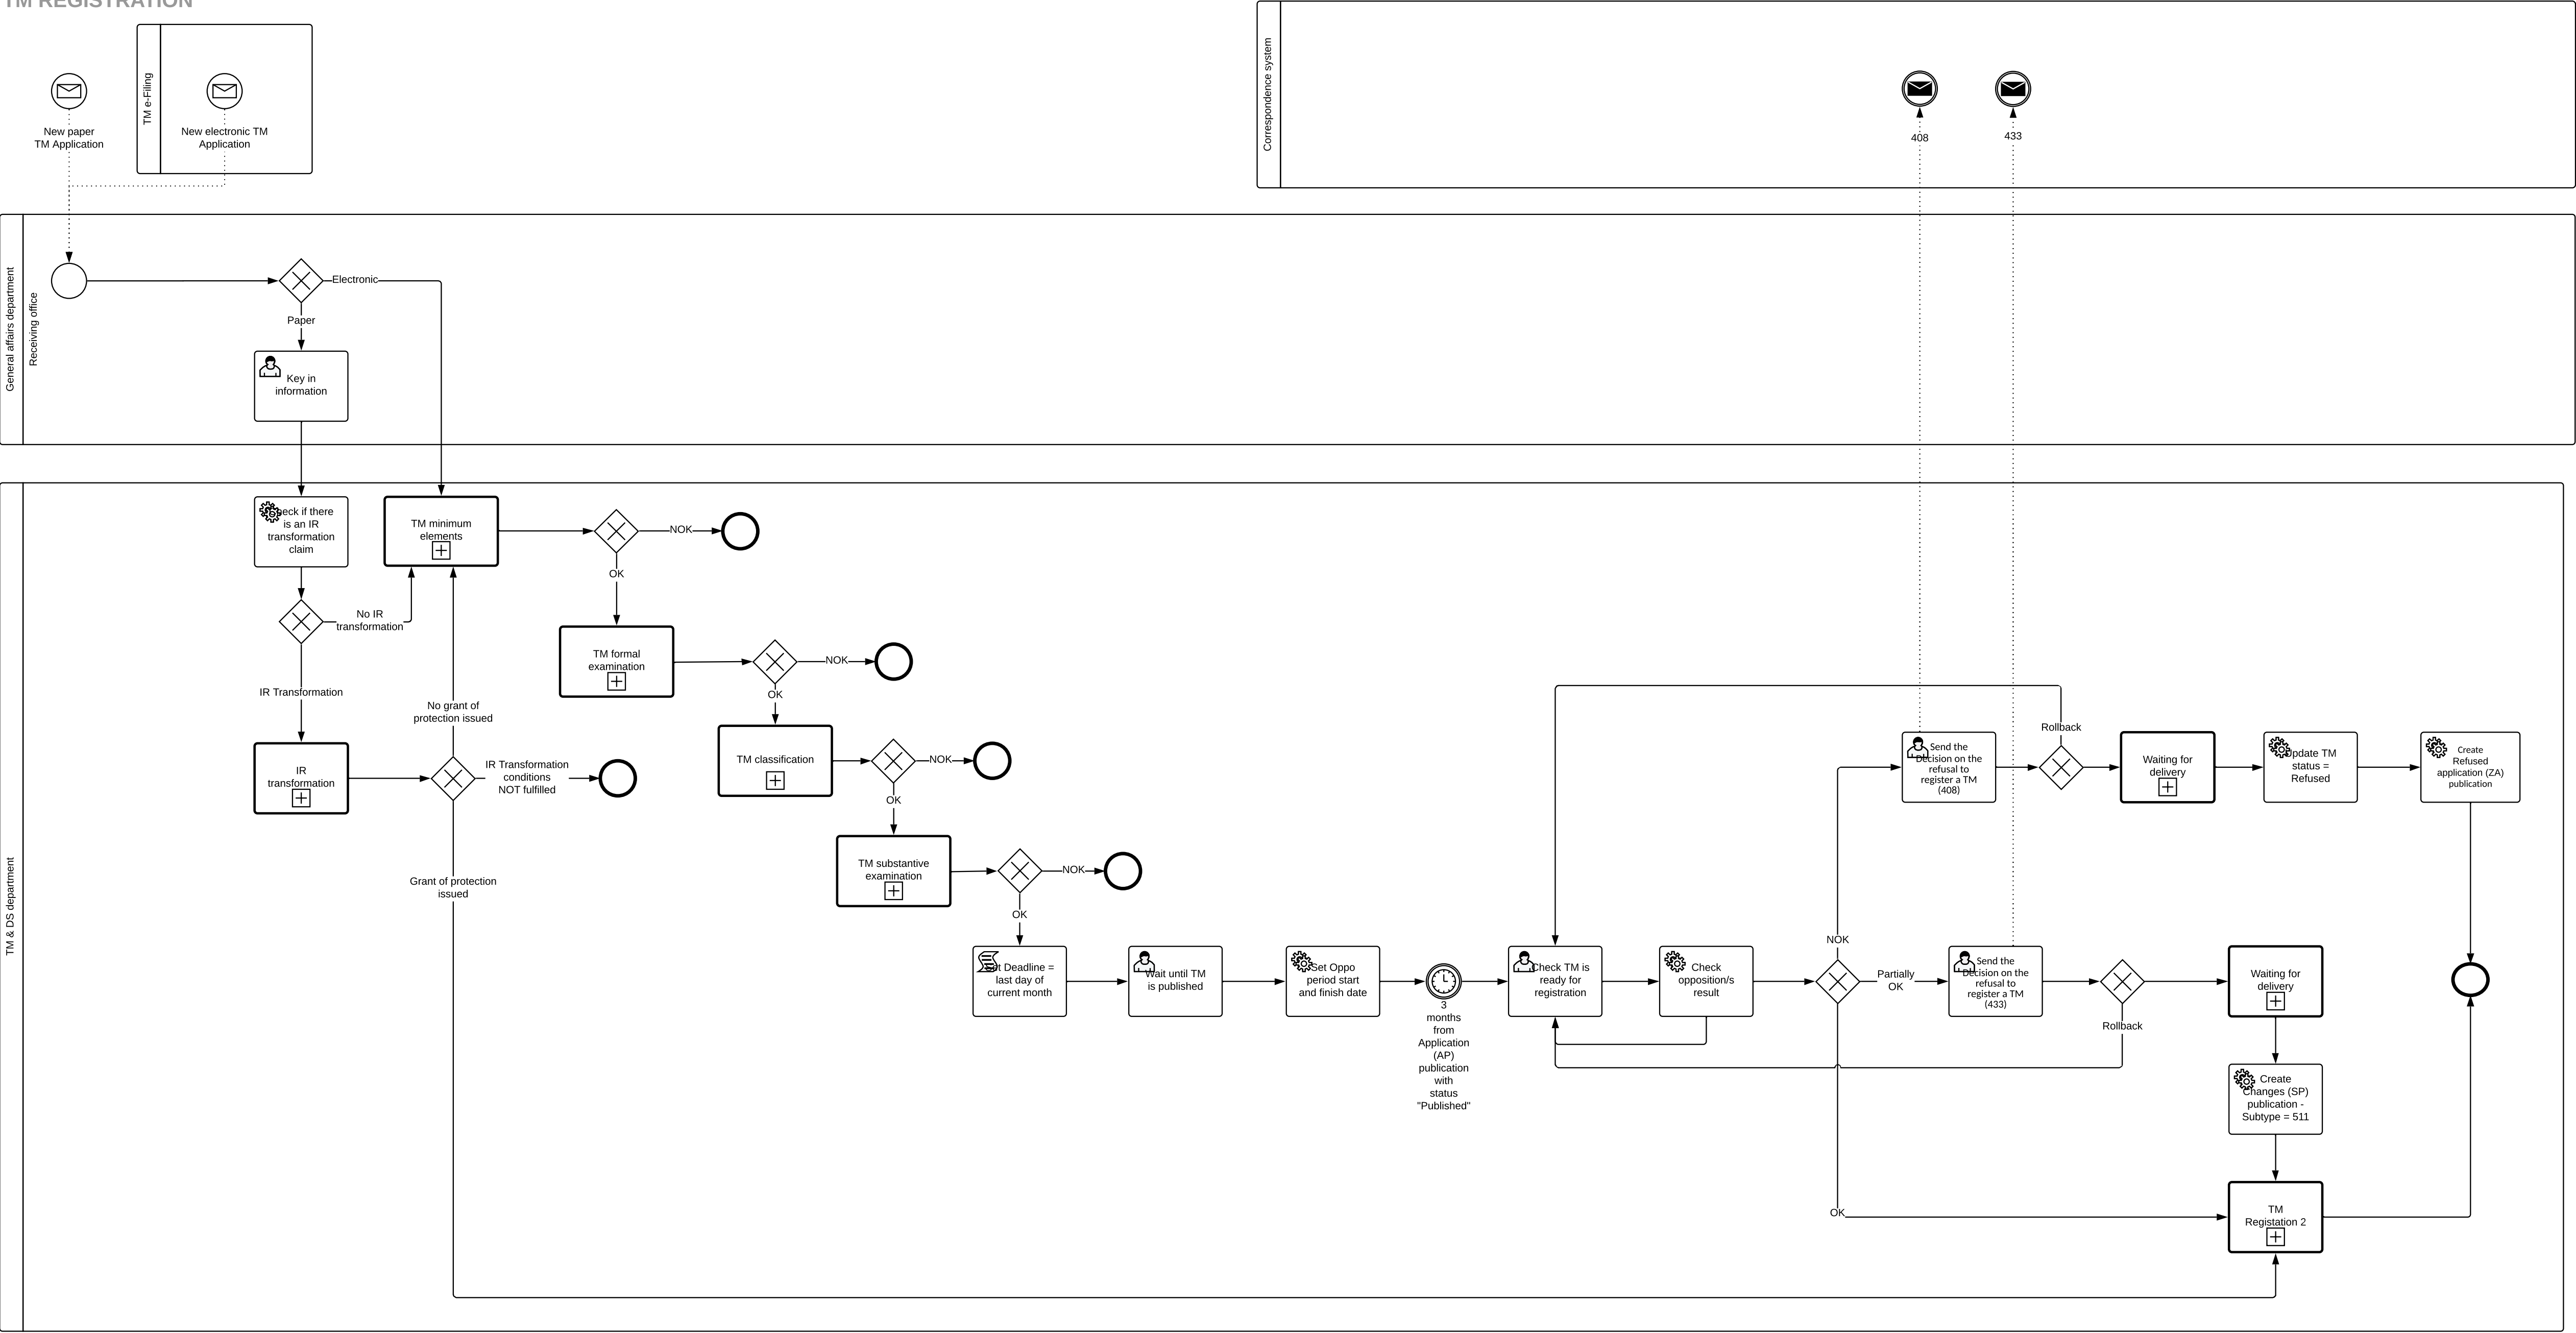 TM REGISTRATION
TM e-Filing
New paper
TM Application
New electronic TM
Application
Correspondence system
408
433
General affairs department
Receiving office
Electronic
Paper
Key in
information
TM & DS department
eck if there
is an IR
transformation
claim
TM minimum
elements
NOK
OK
No IR
transformation
IR Transformation
No grant of
protection issued
IR
transformation
IR Transformation
conditions
NOT fulfilled
Grant of protection
issued
TM formal
examination
NOK
OK
TM classification
NOK
OK
TM substantive
examination
NOK
OK
t Deadline =
last day of
current month
Wait until TM
is published
Set Oppo
period start
and finish date
3
months
from
Application
(AP)
publication
with
status
"Published"
Check TM is
ready for
registration
Check
opposition/s
result
NOK
Partially
OK
OK
Send the
Decision on the
refusal to
register a TM
(408)
Rollback
Waiting for
delivery
Update TM
status =
Refused
Create
Refused
application (ZA)
publication
Send the
Decision on the
refusal to
register a TM
(433)
Rollback
Waiting for
delivery
Create
Changes (SP)
publication -
Subtype = 511
TM
Registation 2